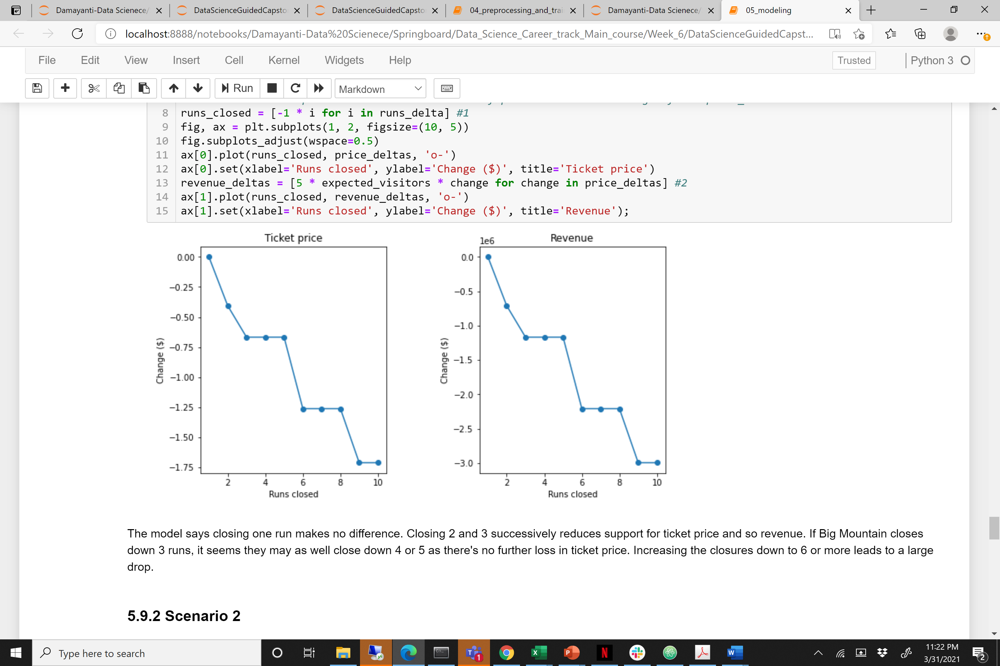 Damayanti-Data Scienece/
DataScienceGuidedCapsto
DataScienceGuidedCapsto
04_preprocessing_and_trai
Damayanti-Data Scienece/
05_modeling
localhost:8888/notebooks/Damayanti-Data%20Scienece/Springboard/Data_Science_Career_track_Main_course/Week_6/DataScienceGuidedCapst...
File Edit View Insert Cell Kernel Widgets Help
Trusted
Python 3
Run
Markdown
8 runs_closed = [-1 * i for i in runs_delta] #1
9 fig, ax = plt.subplots(1, 2, figsize=(10, 5))
10 fig.subplots_adjust(wspace=0.5)
11 ax[0].plot(runs_closed, price_deltas, 'o-')
12 ax[0].set(xlabel='Runs closed', ylabel='Change ($)', title='Ticket price')
13 revenue_deltas = [5 * expected_visitors * change for change in price_deltas] #2
14 ax[1].plot(runs_closed, revenue_deltas, 'o-')
15 ax[1].set(xlabel='Runs closed', ylabel='Change ($)', title='Revenue');
Ticket price
0.00
−0.25
−0.50
−0.75
−1.00
−1.25
−1.50
−1.75
Change ($)
2 4 6 8 10
Runs closed
Revenue
1e6
0.0
−0.5
−1.0
−1.5
−2.0
−2.5
−3.0
Change ($)
2 4 6 8 10
Runs closed
The model says closing one run makes no difference. Closing 2 and 3 successively reduces support for ticket price and so revenue. If Big Mountain closes
down 3 runs, it seems they may as well close down 4 or 5 as there's no further loss in ticket price. Increasing the closures down to 6 or more leads to a large
drop.
5.9.2 Scenario 2
Type here to search
11:22 PM
3/31/2021
2